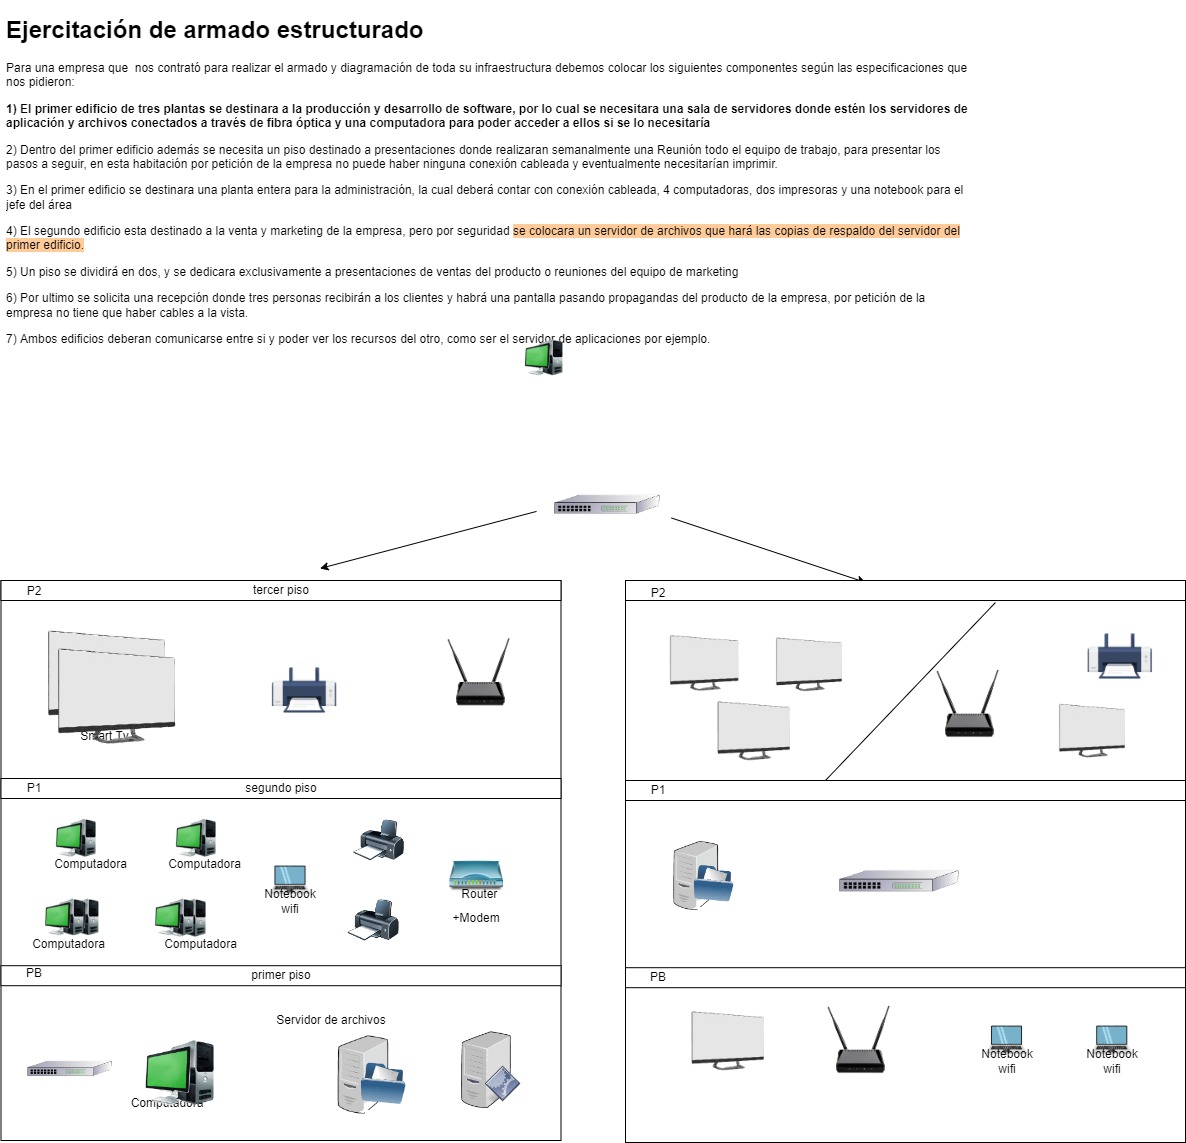 Ejercitación de armado estructurado
Para una empresa que  nos contrató para realizar el armado y diagramación de toda su infraestructura debemos colocar los siguientes componentes según las especificaciones que
nos pidieron:
1) El primer edificio de tres plantas se destinara a la producción y desarrollo de software, por lo cual se necesitara una sala de servidores donde estén los servidores de
aplicación y archivos conectados a través de fibra óptica y una computadora para poder acceder a ellos si se lo necesitaría
2) Dentro del primer edificio además se necesita un piso destinado a presentaciones donde realizaran semanalmente una Reunión todo el equipo de trabajo, para presentar los
pasos a seguir, en esta habitación por petición de la empresa no puede haber ninguna conexión cableada y eventualmente necesitarían imprimir.
3) En el primer edificio se destinara una planta entera para la administración, la cual deberá contar con conexión cableada, 4 computadoras, dos impresoras y una notebook para el
jefe del área
4) El segundo edificio esta destinado a la venta y marketing de la empresa, pero por seguridad se colocara un servidor de archivos que hará las copias de respaldo del servidor del
primer edificio.
5) Un piso se dividirá en dos, y se dedicara exclusivamente a presentaciones de ventas del producto o reuniones del equipo de marketing
6) Por ultimo se solicita una recepción donde tres personas recibirán a los clientes y habrá una pantalla pasando propagandas del producto de la empresa, por petición de la
empresa no tiene que haber cables a la vista.
7) Ambos edificios deberan comunicarse entre si y poder ver los recursos del otro, como ser el servidor de aplicaciones por ejemplo.
P2
tercer piso
Smart Tv
P1
segundo piso
Computadora
Computadora
Notebook
wifi
Router
+Modem
Computadora
Computadora
PB
primer piso
Servidor de archivos
Computadora
P2
P1
PB
Notebook
wifi
Notebook
wifi